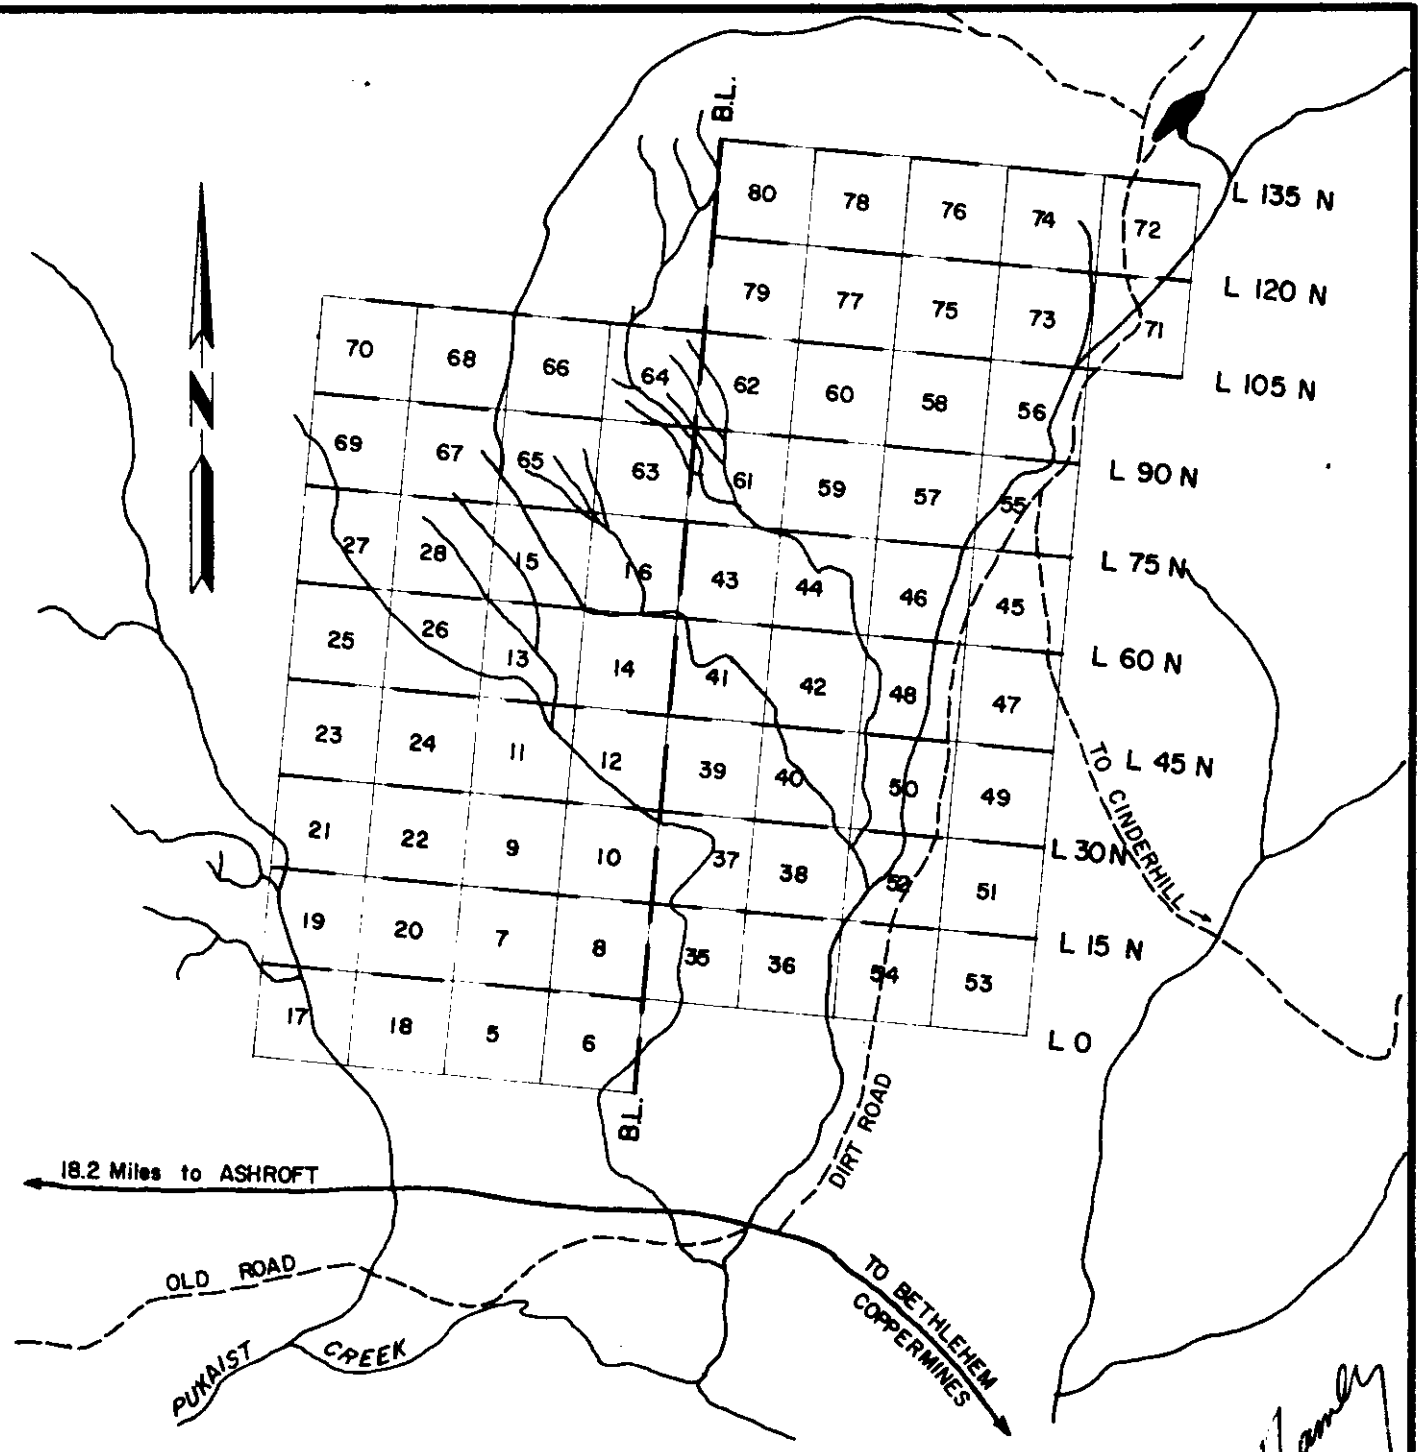 B.L.
80 78 76 74 72
L 135 N
79 77 75 73 71
L 120 N
N
70 68 66 64 62 60 58 56
L 105 N
69 67 65 63 61 59 57 55
L 90 N
27 28 15 16 43 44 46 45
L 75 N
25 26 13 14 41 42 48 47
L 60 N
23 24 11 12 39 40 50 49
L 45 N
TO CINDERHILL
21 22 9 10 37 38 52 51
L 30 N
19 20 7 8 35 36 54 53
L 15 N
17 18 5 6
L 0
B.L.
DIRT ROAD
18.2 Miles to ASHROFT
OLD ROAD
TO BETHLEHEM
COPPERMINES
PUKAIST CREEK